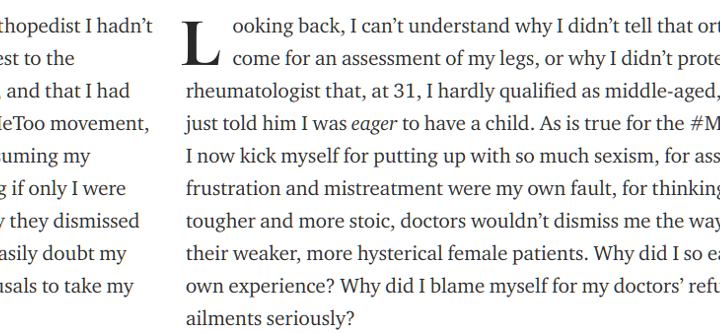 thopedist I hadn’t
est to the
, and that I had
eToo movement,
suming my
g if only I were
y they dismissed
asily doubt my
usals to take my
Looking back, I can’t understand why I didn’t tell that ort
come for an assessment of my legs, or why I didn’t prote
rheumatologist that, at 31, I hardly qualified as middle-aged,
just told him I was eager to have a child. As is true for the #M
I now kick myself for putting up with so much sexism, for ass
frustration and mistreatment were my own fault, for thinking
tougher and more stoic, doctors wouldn’t dismiss me the way
their weaker, more hysterical female patients. Why did I so ea
own experience? Why did I blame myself for my doctors’ refu
ailments seriously?